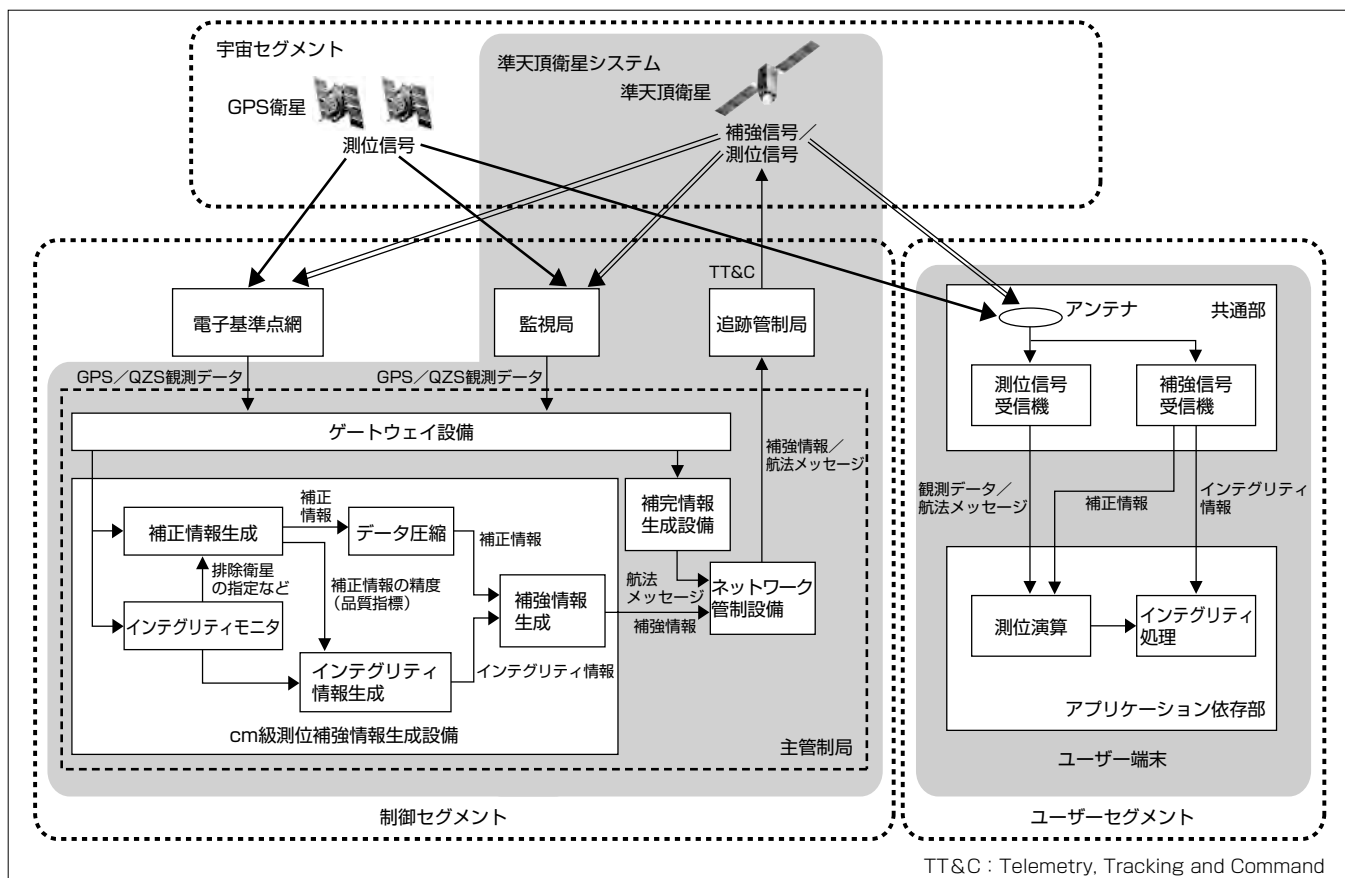 宇宙セグメント
GPS衛星
測位信号
準天頂衛星システム
準天頂衛星
補強信号/
測位信号
TT&C
電子基準点網
監視局
追跡管制局
GPS/QZS観測データ
GPS/QZS観測データ
ゲートウェイ設備
補強情報/
航法メッセージ
補正情報生成
補正
情報
データ圧縮
補正情報
補完情報
生成設備
排除衛星
の指定など
補正情報の精度
(品質指標)
インテグリティモニタ
インテグリティ
情報生成
インテグリティ情報
補強情報
生成
航法
メッセージ
補強情報
ネットワーク
管制設備
cm級測位補強情報生成設備
主管制局
制御セグメント
アンテナ
共通部
測位信号
受信機
補強信号
受信機
観測データ/
航法メッセージ
補正情報
インテグリティ
情報
測位演算
インテグリティ
処理
アプリケーション依存部
ユーザー端末
ユーザーセグメント
TT&C:Telemetry, Tracking and Command